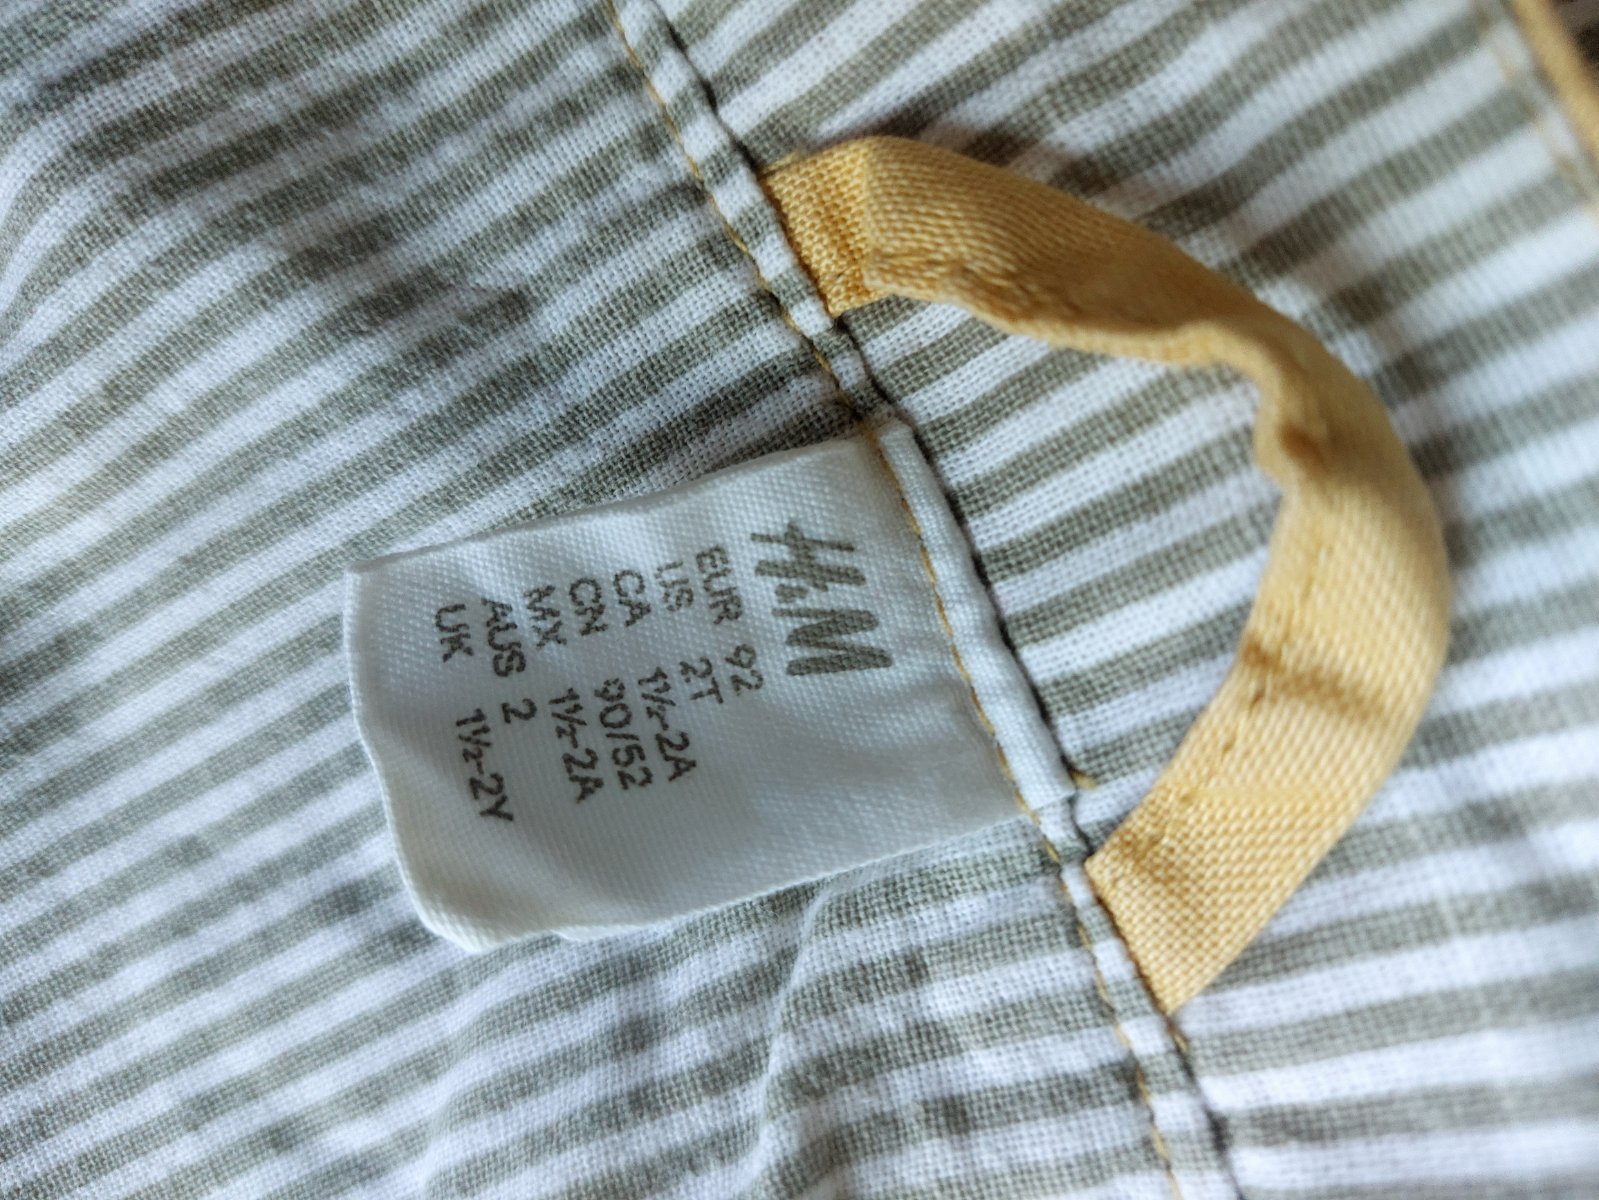 H&M
EUR 92
US 2T
CA 1½-2A
CN 90/52
MX 1½-2A
AUS 2
UK 1½-2Y